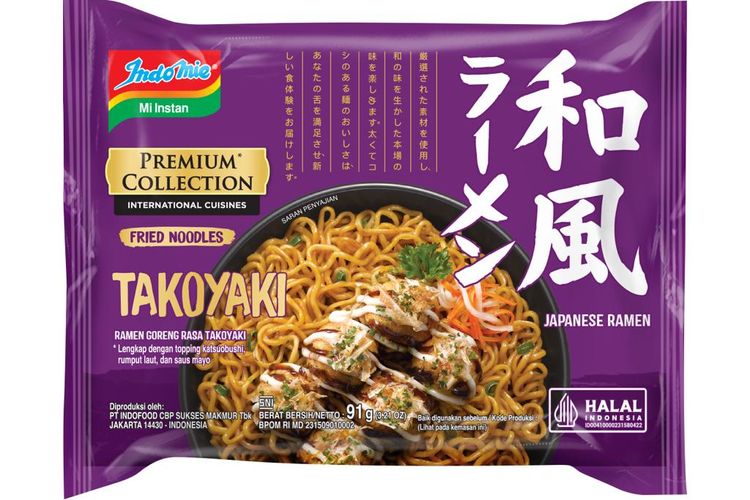 Indomie
Mi Instan
PREMIUM*
COLLECTION
INTERNATIONAL CUISINES
FRIED NOODLES
TAKOYAKI
RAMEN GORENG RASA TAKOYAKI
* Lengkap dengan topping katsuobushi,
rumput laut, dan saus mayo
厳選された素材を使用し、
和の味を生かした本場の
味を楽しめます。太くてコ
シのある麺のおいしさは、
あなたの舌を満足させ、新
しい食体験をお届けします。
和風
ラーメン
JAPANESE RAMEN
SARAN PENYAJIAN
Diproduksi oleh:
PT INDOFOOD CBP SUKSES MAKMUR Tbk
JAKARTA 14430 - INDONESIA
SNI
BERAT BERSIH/NETTO · 91g (3.21 OZ)
BPOM RI MD 231509010002
Baik digunakan sebelum (Kode Produksi :
(Lihat pada kemasan ini)
HALAL
INDONESIA
ID00410000231580422